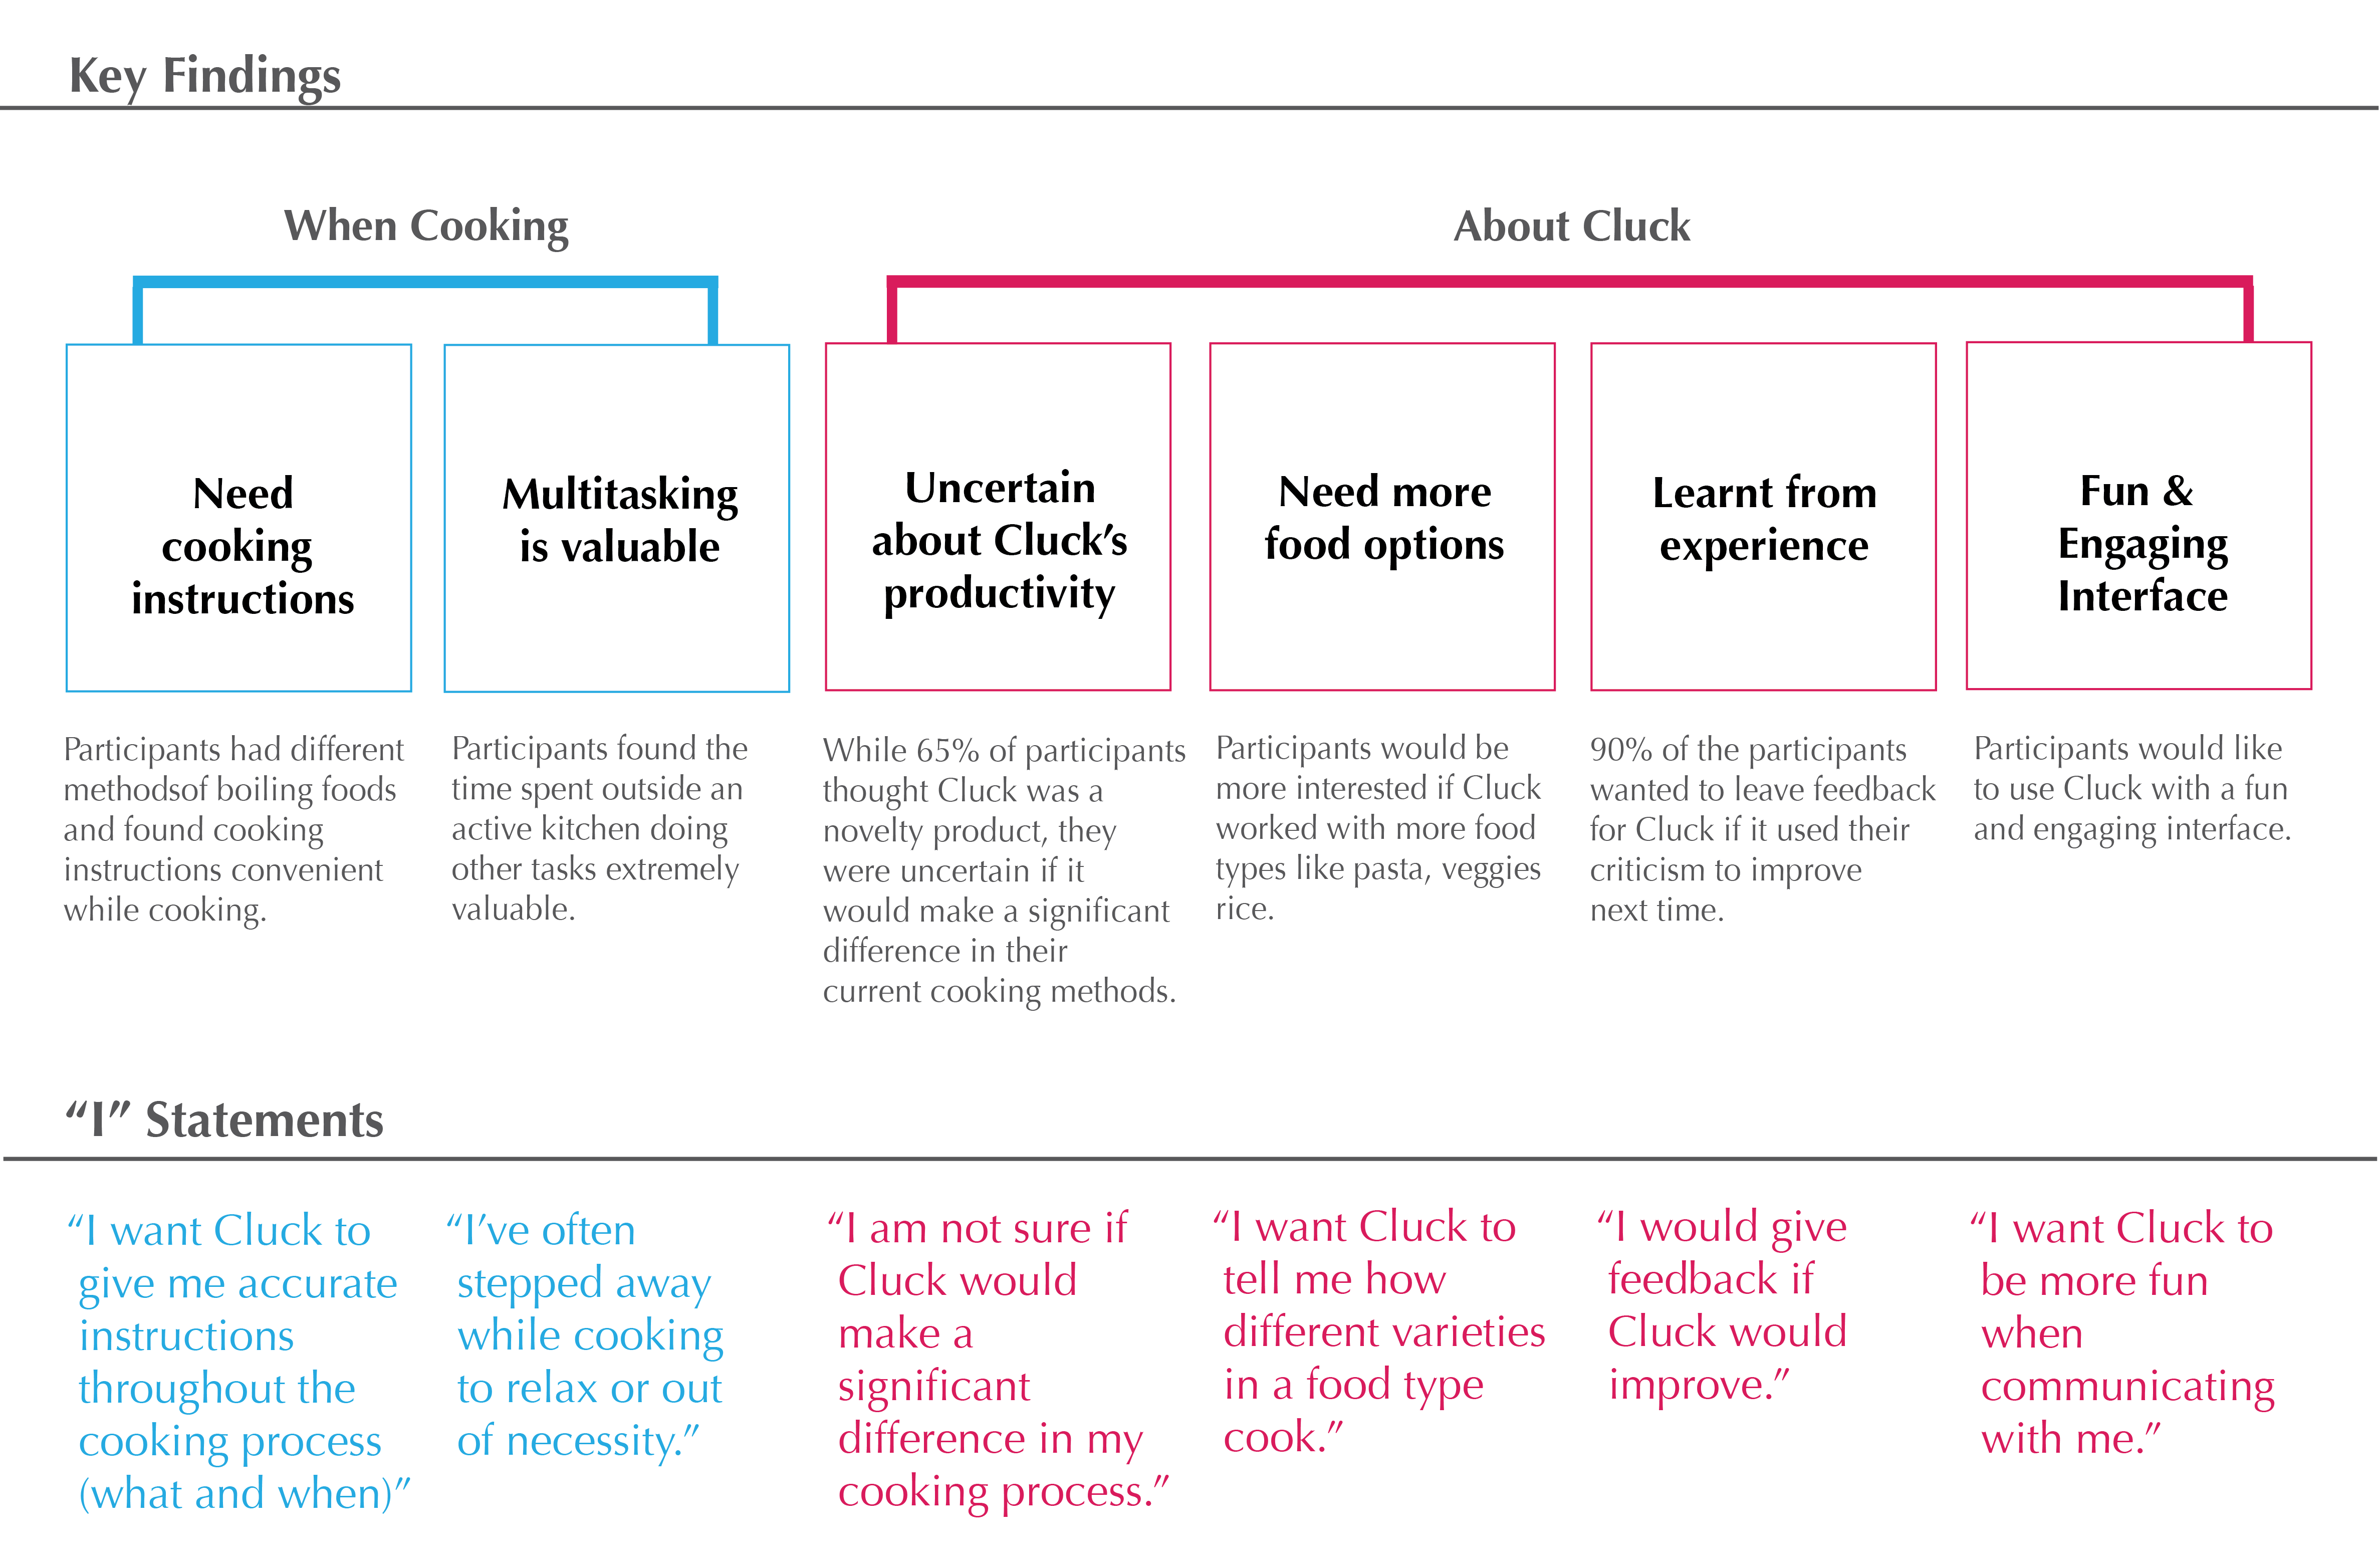 Key Findings
When Cooking
About Cluck
Need
cooking
instructions
Multitasking
is valuable
Uncertain
about Cluck’s
productivity
Need more
food options
Learnt from
experience
Fun &
Engaging
Interface
Participants had different
methodsof boiling foods
and found cooking
instructions convenient
while cooking.
Participants found the
time spent outside an
active kitchen doing
other tasks extremely
valuable.
While 65% of participants
thought Cluck was a
novelty product, they
were uncertain if it
would make a significant
difference in their
current cooking methods.
Participants would be
more interested if Cluck
worked with more food
types like pasta, veggies
rice.
90% of the participants
wanted to leave feedback
for Cluck if it used their
criticism to improve
next time.
Participants would like
to use Cluck with a fun
and engaging interface.
“I” Statements
“I want Cluck to
give me accurate
instructions
throughout the
cooking process
(what and when)”
“I’ve often
stepped away
while cooking
to relax or out
of necessity.”
“I am not sure if
Cluck would
make a
significant
difference in my
cooking process.”
“I want Cluck to
tell me how
different varieties
in a food type
cook.”
“I would give
feedback if
Cluck would
improve.”
“I want Cluck to
be more fun
when
communicating
with me.”